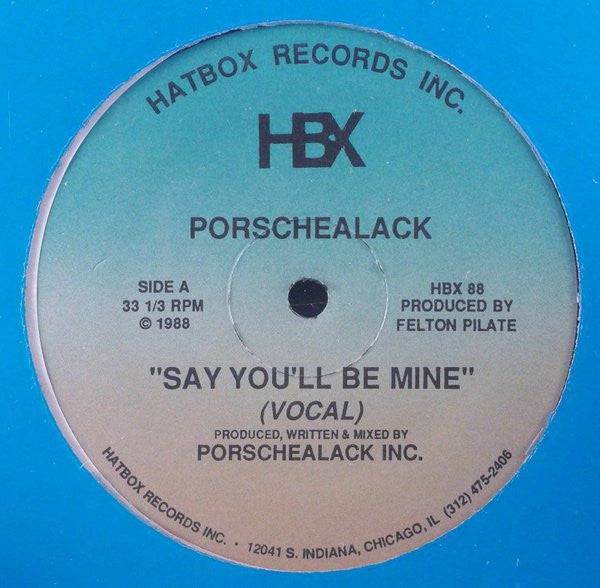 HATBOX RECORDS INC.
HBX
PORSCHEALACK
SIDE A
33 1/3 RPM
© 1988
HBX 88
PRODUCED BY
FELTON PILATE
"SAY YOU'LL BE MINE"
(VOCAL)
PRODUCED, WRITTEN & MIXED BY
PORSCHEALACK INC.
HATBOX RECORDS INC. • 12041 S. INDIANA, CHICAGO, IL (312) 475-2406